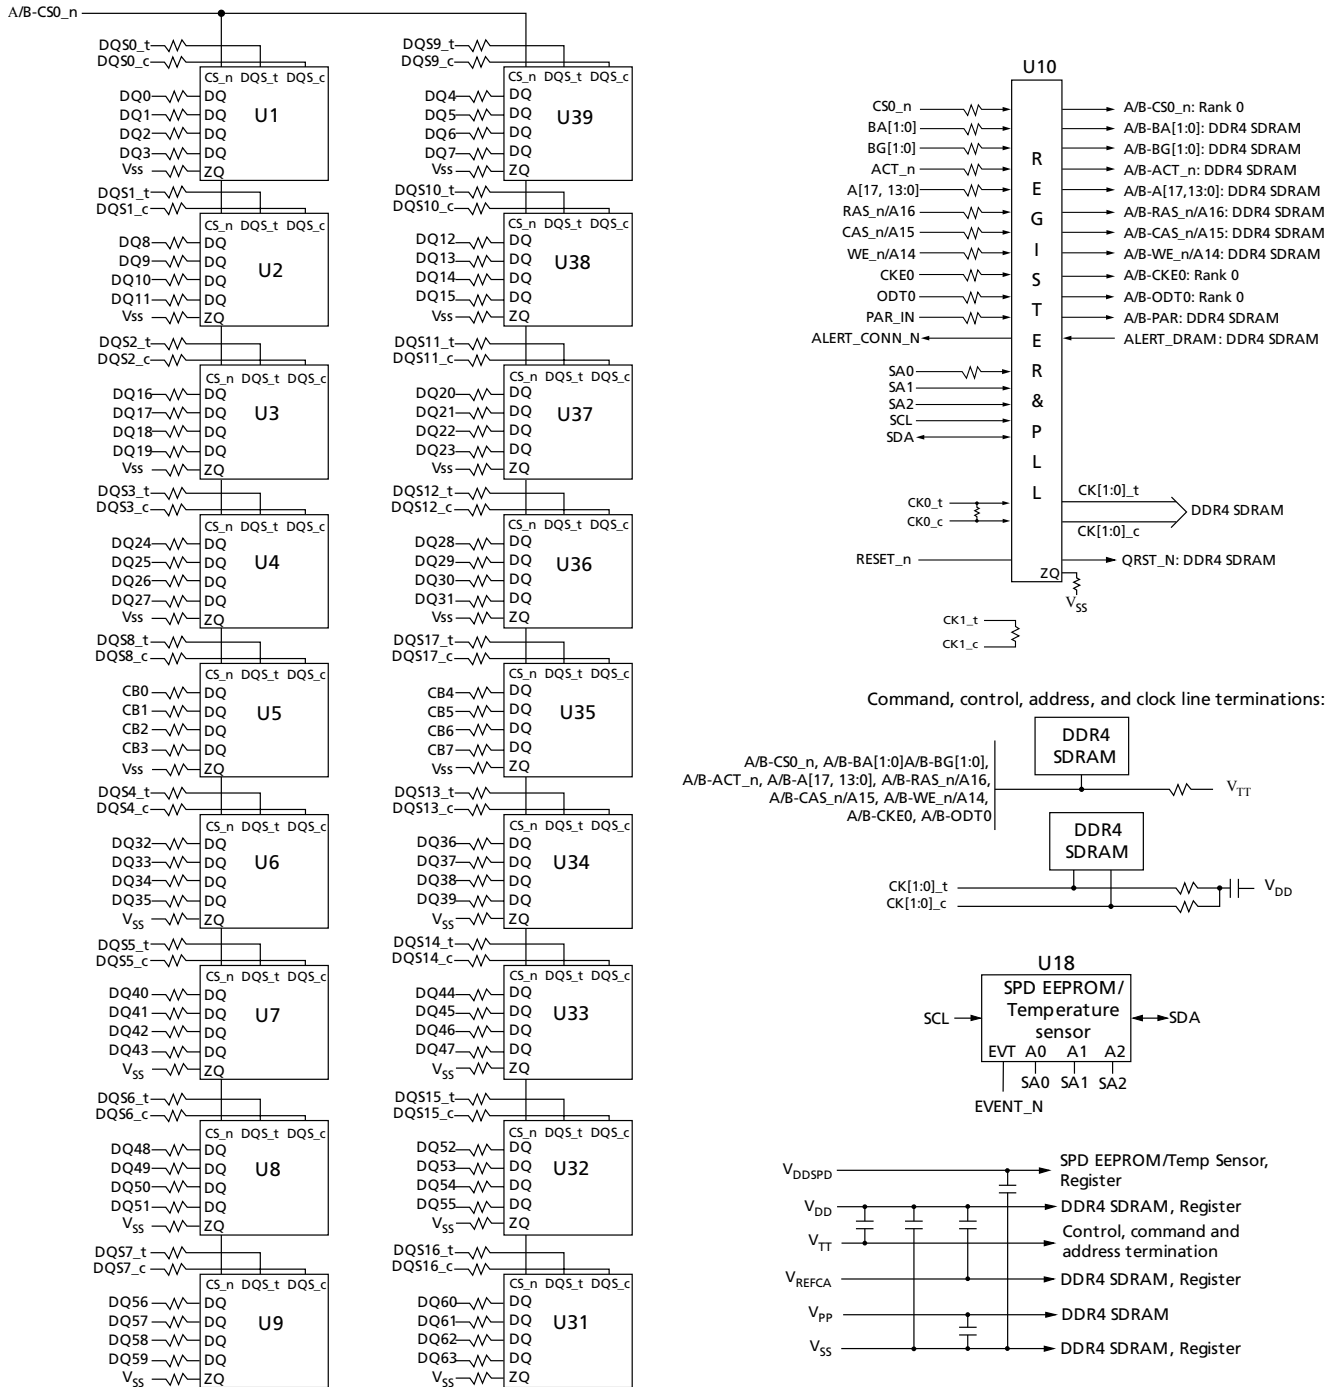 A/B-CS0_n
DQS0_t
DQS0_c
CS_n DQS_t DQS_c
DQ0 DQ
DQ1 DQ
U1
DQ2 DQ
DQ3 DQ
Vss ZQ
DQS1_t
DQS1_c
CS_n DQS_t DQS_c
DQ8 DQ
DQ9 DQ
U2
DQ10 DQ
DQ11 DQ
Vss ZQ
DQS2_t
DQS2_c
CS_n DQS_t DQS_c
DQ16 DQ
DQ17 DQ
U3
DQ18 DQ
DQ19 DQ
Vss ZQ
DQS3_t
DQS3_c
CS_n DQS_t DQS_c
DQ24 DQ
DQ25 DQ
U4
DQ26 DQ
DQ27 DQ
Vss ZQ
DQS8_t
DQS8_c
CS_n DQS_t DQS_c
CB0 DQ
CB1 DQ
U5
CB2 DQ
CB3 DQ
Vss ZQ
DQS4_t
DQS4_c
CS_n DQS_t DQS_c
DQ32 DQ
DQ33 DQ
U6
DQ34 DQ
DQ35 DQ
VSS ZQ
DQS5_t
DQS5_c
CS_n DQS_t DQS_c
DQ40 DQ
DQ41 DQ
U7
DQ42 DQ
DQ43 DQ
VSS ZQ
DQS6_t
DQS6_c
CS_n DQS_t DQS_c
DQ48 DQ
DQ49 DQ
U8
DQ50 DQ
DQ51 DQ
VSS ZQ
DQS7_t
DQS7_c
CS_n DQS_t DQS_c
DQ56 DQ
DQ57 DQ
U9
DQ58 DQ
DQ59 DQ
VSS ZQ
DQS9_t
DQS9_c
CS_n DQS_t DQS_c
DQ4 DQ
DQ5 DQ
U39
DQ6 DQ
DQ7 DQ
Vss ZQ
DQS10_t
DQS10_c
CS_n DQS_t DQS_c
DQ12 DQ
DQ13 DQ
U38
DQ14 DQ
DQ15 DQ
Vss ZQ
DQS11_t
DQS11_c
CS_n DQS_t DQS_c
DQ20 DQ
DQ21 DQ
U37
DQ22 DQ
DQ23 DQ
Vss ZQ
DQS12_t
DQS12_c
CS_n DQS_t DQS_c
DQ28 DQ
DQ29 DQ
U36
DQ30 DQ
DQ31 DQ
Vss ZQ
DQS17_t
DQS17_c
CS_n DQS_t DQS_c
CB4 DQ
CB5 DQ
U35
CB6 DQ
CB7 DQ
Vss ZQ
DQS13_t
DQS13_c
CS_n DQS_t DQS_c
DQ36 DQ
DQ37 DQ
U34
DQ38 DQ
DQ39 DQ
VSS ZQ
DQS14_t
DQS14_c
CS_n DQS_t DQS_c
DQ44 DQ
DQ45 DQ
U33
DQ46 DQ
DQ47 DQ
VSS ZQ
DQS15_t
DQS15_c
CS_n DQS_t DQS_c
DQ52 DQ
DQ53 DQ
U32
DQ54 DQ
DQ55 DQ
VSS ZQ
DQS16_t
DQS16_c
CS_n DQS_t DQS_c
DQ60 DQ
DQ61 DQ
U31
DQ62 DQ
DQ63 DQ
VSS ZQ
U10
CS0_n
BA[1:0]
BG[1:0]
ACT_n
A[17, 13:0]
RAS_n/A16
CAS_n/A15
WE_n/A14
CKE0
ODT0
PAR_IN
ALERT_CONN_N
SA0
SA1
SA2
SCL
SDA
CK0_t
CK0_c
RESET_n
R
E
G
I
S
T
E
R
&
P
L
L
ZQ
VSS
A/B-CS0_n: Rank 0
A/B-BA[1:0]: DDR4 SDRAM
A/B-BG[1:0]: DDR4 SDRAM
A/B-ACT_n: DDR4 SDRAM
A/B-A[17,13:0]: DDR4 SDRAM
A/B-RAS_n/A16: DDR4 SDRAM
A/B-CAS_n/A15: DDR4 SDRAM
A/B-WE_n/A14: DDR4 SDRAM
A/B-CKE0: Rank 0
A/B-ODT0: Rank 0
A/B-PAR: DDR4 SDRAM
ALERT_DRAM: DDR4 SDRAM
CK[1:0]_t
DDR4 SDRAM
CK[1:0]_c
QRST_N: DDR4 SDRAM
CK1_t
CK1_c
Command, control, address, and clock line terminations:
DDR4
SDRAM
A/B-CS0_n, A/B-BA[1:0]A/B-BG[1:0],
A/B-ACT_n, A/B-A[17, 13:0], A/B-RAS_n/A16,
A/B-CAS_n/A15, A/B-WE_n/A14,
A/B-CKE0, A/B-ODT0
VTT
DDR4
SDRAM
CK[1:0]_t
CK[1:0]_c
VDD
U18
SPD EEPROM/
Temperature
sensor
SCL
SDA
EVT A0 A1 A2
SA0 SA1 SA2
EVENT_N
VDDSPD
SPD EEPROM/Temp Sensor,
Register
VDD
DDR4 SDRAM, Register
VTT
Control, command and
address termination
VREFCA
DDR4 SDRAM, Register
VPP
DDR4 SDRAM
VSS
DDR4 SDRAM, Register